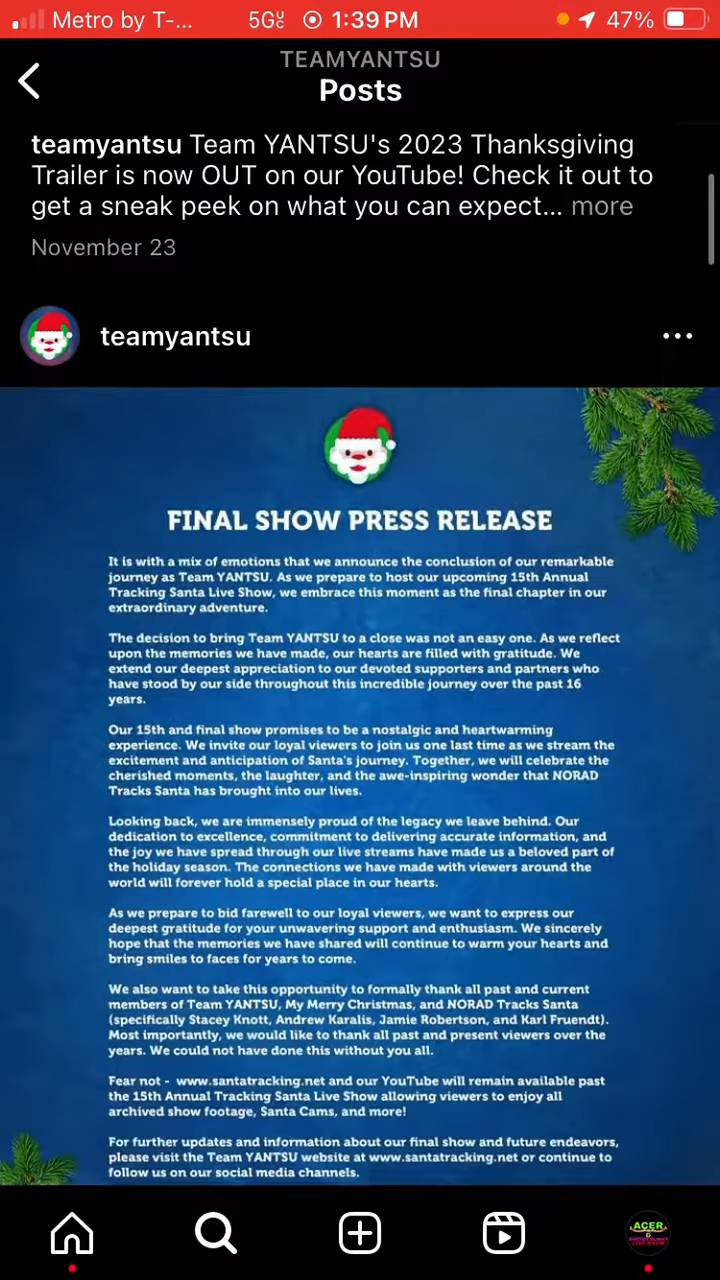 Metro by T-... 5G 1:39 PM 47%
TEAMYANTSU
Posts
teamyantsu Team YANTSU's 2023 Thanksgiving
Trailer is now OUT on our YouTube! Check it out to
get a sneak peek on what you can expect... more
November 23
teamyantsu
FINAL SHOW PRESS RELEASE
It is with a mix of emotions that we announce the conclusion of our remarkable
journey as Team YANTSU. As we prepare to host our upcoming 15th Annual
Tracking Santa Live Show, we embrace this moment as the final chapter in our
extraordinary adventure.
The decision to bring Team YANTSU to a close was not an easy one. As we reflect
upon the memories we have made, our hearts are filled with gratitude. We
extend our deepest appreciation to our devoted supporters and partners who
have stood by our side throughout this incredible journey over the past 16
years.
Our 15th and final show promises to be a nostalgic and heartwarming
experience. We invite our loyal viewers to join us one last time as we stream the
excitement and anticipation of Santa's journey. Together, we will celebrate the
cherished moments, the laughter, and the awe-inspiring wonder that NORAD
Tracks Santa has brought into our lives.
Looking back, we are immensely proud of the legacy we leave behind. Our
dedication to excellence, commitment to delivering accurate information, and
the joy we have spread through our live streams have made us a beloved part of
the holiday season. The connections we have made with viewers around the
world will forever hold a special place in our hearts.
As we prepare to bid farewell to our loyal viewers, we want to express our
deepest gratitude for your unwavering support and enthusiasm. We sincerely
hope that the memories we have shared will continue to warm your hearts and
bring smiles to faces for years to come.
We also want to take this opportunity to formally thank all past and current
members of Team YANTSU, My Merry Christmas, and NORAD Tracks Santa
(specifically Stacey Knott, Andrew Karalis, Jamie Robertson, and Karl Fruendt).
Most importantly, we would like to thank all past and present viewers over the
years. We could not have done this without you all.
Fear not - www.santatracking.net and our YouTube will remain available past
the 15th Annual Tracking Santa Live Show allowing viewers to enjoy all
archived show footage, Santa Cams, and more!
For further updates and information about our final show and future endeavors,
please visit the Team YANTSU website at www.santatracking.net or continue to
follow us on our social media channels.
ACER